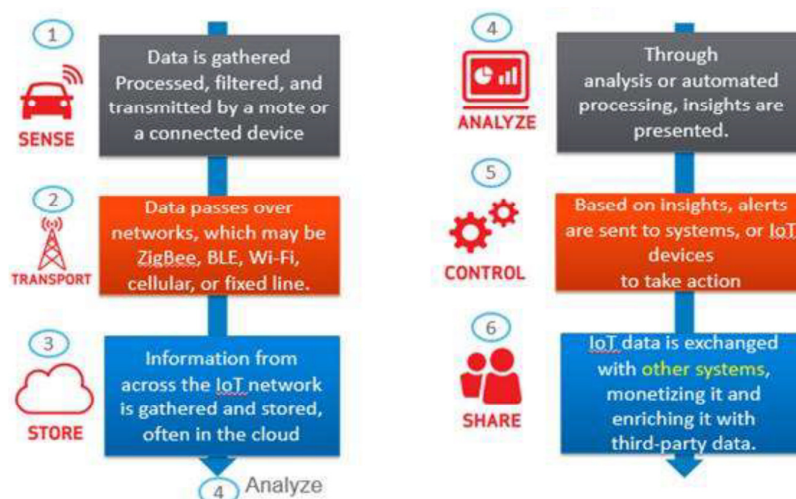 1
Data is gathered
Processed, filtered, and
transmitted by a mote or
a connected device
SENSE
2
Data passes over
networks, which may be
ZigBee, BLE, Wi-Fi,
cellular, or fixed line.
TRANSPORT
3
Information from
across the IoT network
is gathered and stored,
often in the cloud
STORE
4 Analyze
4
Through
analysis or automated
processing, insights are
presented.
ANALYZE
5
Based on insights, alerts
are sent to systems, or IoT
devices
to take action
CONTROL
6
IoT data is exchanged
with other systems,
monetizing it and
enriching it with
third-party data.
SHARE